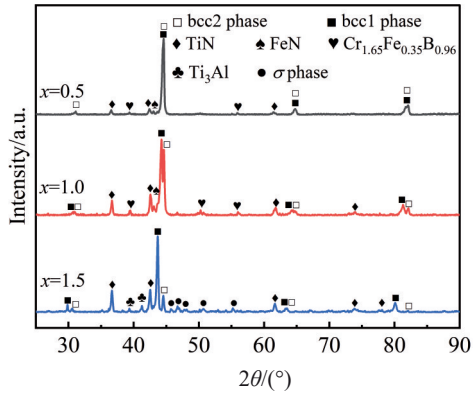 □ bcc2 phase ■ bcc1 phase
♦ TiN ♠ FeN ♥ Cr₁.₆₅Fe₀.₃₅B₀.₉₆
♣ Ti₃Al ● σ phase
x=0.5
x=1.0
x=1.5
Intensity/a.u.
30 40 50 60 70 80
2θ/(°)